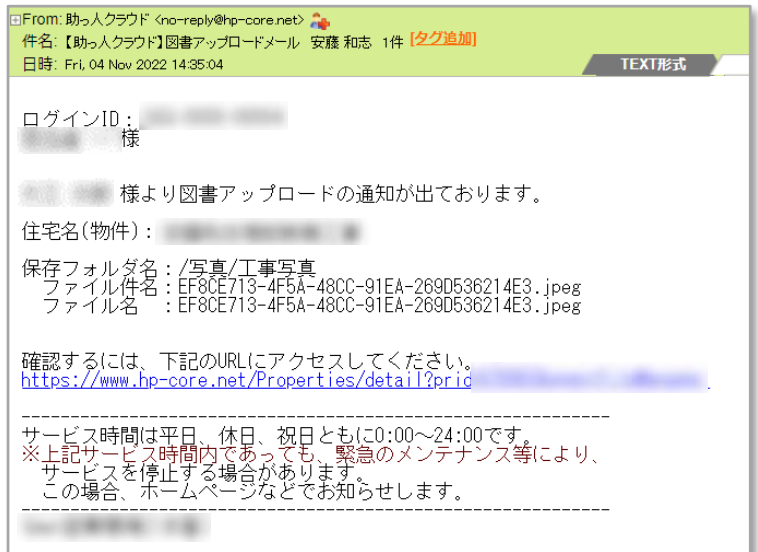 From: 助っ人クラウド <no-reply@hp-core.net>
件名: 【助っ人クラウド】図書アップロードメール 安藤 和志 1件 [タグ追加]
日時: Fri, 04 Nov 2022 14:35:04
TEXT形式
ログインID:
様
様より図書アップロードの通知が出ております。
住宅名(物件):
保存フォルダ名:/写真/工事写真
ファイル件名:EF8CE713-4F5A-48CC-91EA-269D536214E3.jpeg
ファイル名 :EF8CE713-4F5A-48CC-91EA-269D536214E3.jpeg
確認するには、下記のURLにアクセスしてください。
https://www.hp-core.net/Properties/detail?prid
------------------------------------------------------------
サービス時間は平日、休日、祝日ともに0:00~24:00です。
※上記サービス時間内であっても、緊急のメンテナンス等により、
サービスを停止する場合があります。
この場合、ホームページなどでお知らせします。
------------------------------------------------------------